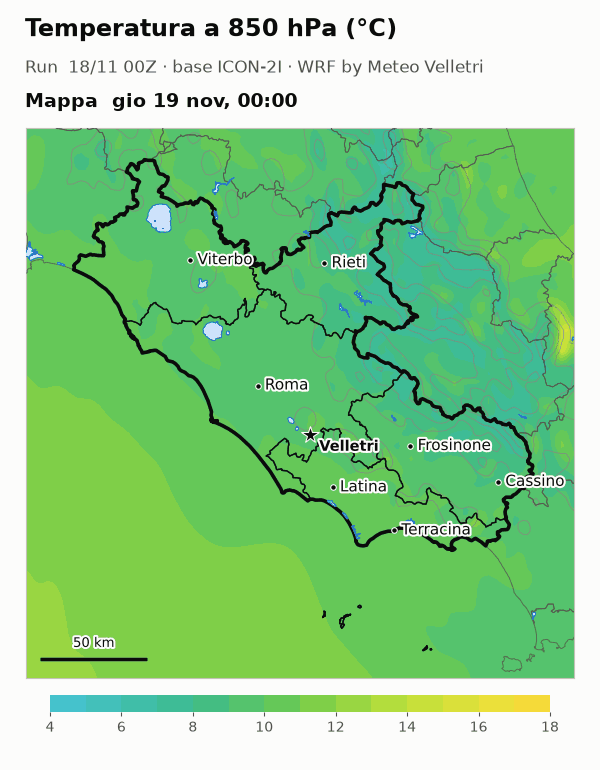 Temperatura a 850 hPa (°C)
Run  18/11 00Z · base ICON-2I · WRF by Meteo Velletri
Mappa  gio 19 nov, 00:00
Viterbo
Rieti
Roma
Velletri
Frosinone
Latina
Cassino
Terracina
50 km
4 6 8 10 12 14 16 18